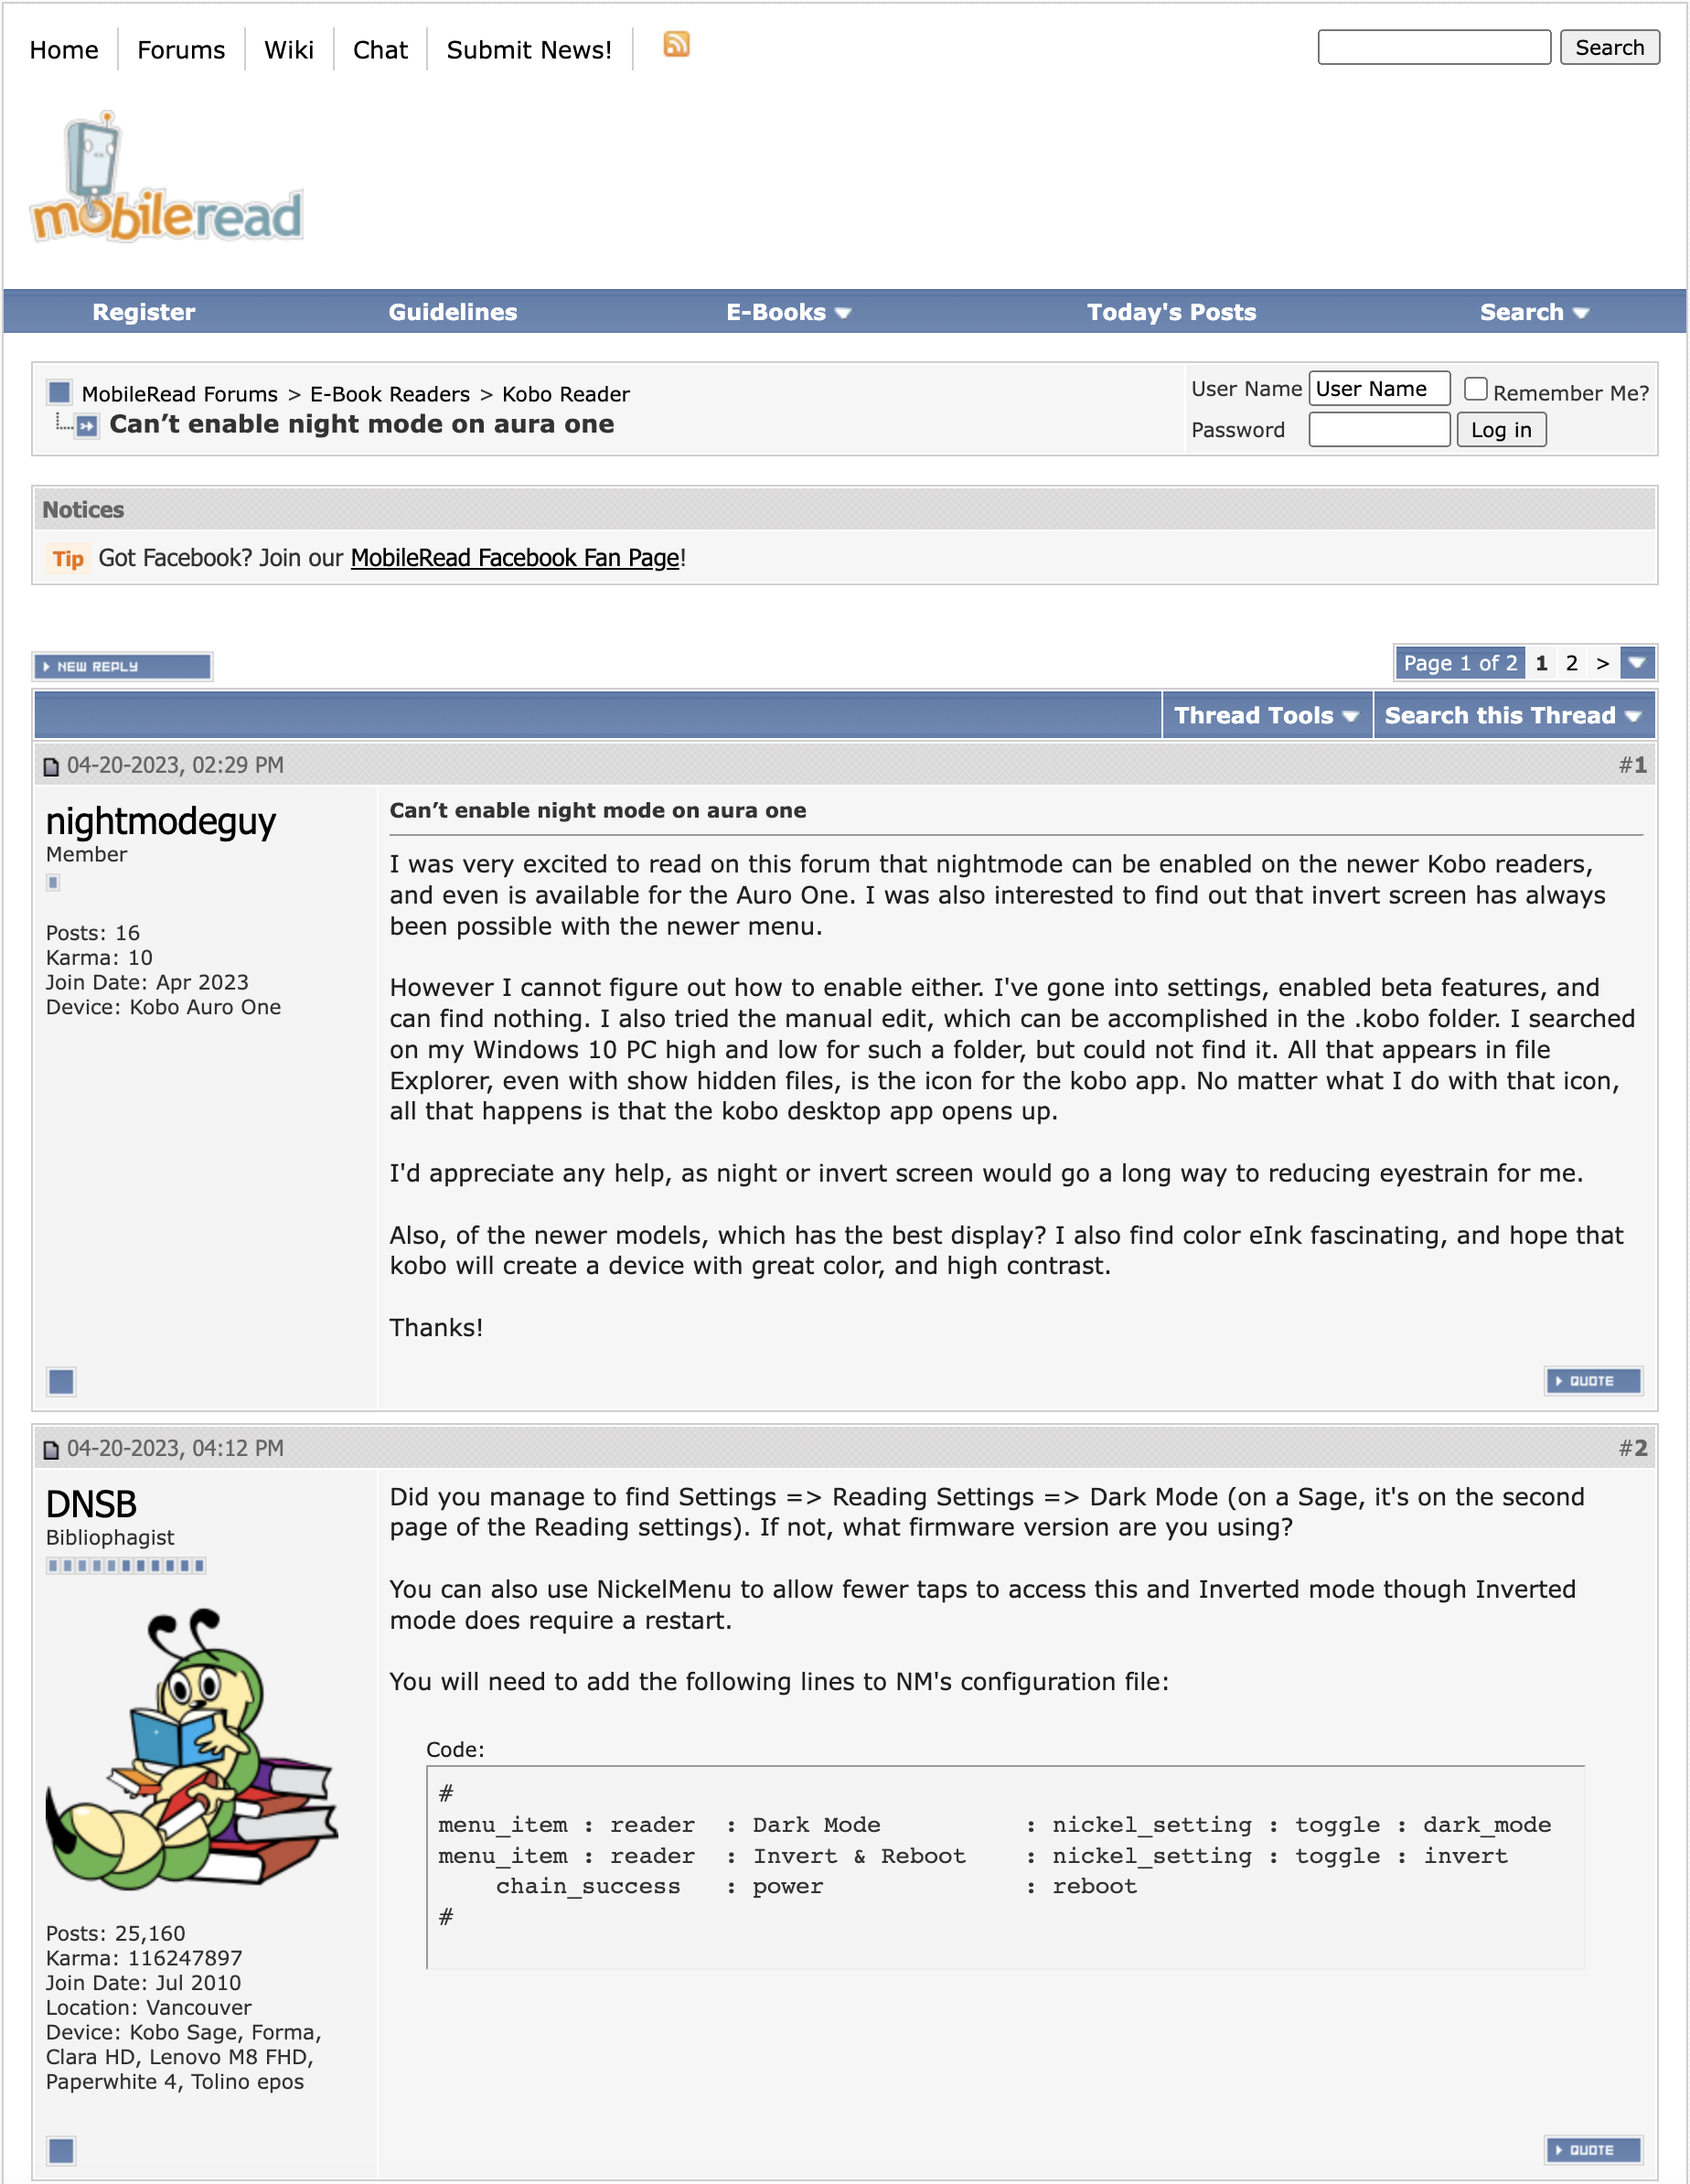 Home Forums Wiki Chat Submit News! Search
mobileread
Register Guidelines E-Books Today's Posts Search
MobileRead Forums > E-Book Readers > Kobo Reader
Can’t enable night mode on aura one
User Name User Name Remember Me?
Password Log in
Notices
Tip Got Facebook? Join our MobileRead Facebook Fan Page!
NEW REPLY
Page 1 of 2 1 2 >
Thread Tools Search this Thread
04-20-2023, 02:29 PM #1
nightmodeguy
Member
Posts: 16
Karma: 10
Join Date: Apr 2023
Device: Kobo Auro One
Can’t enable night mode on aura one
I was very excited to read on this forum that nightmode can be enabled on the newer Kobo readers,
and even is available for the Auro One. I was also interested to find out that invert screen has always
been possible with the newer menu.
However I cannot figure out how to enable either. I've gone into settings, enabled beta features, and
can find nothing. I also tried the manual edit, which can be accomplished in the .kobo folder. I searched
on my Windows 10 PC high and low for such a folder, but could not find it. All that appears in file
Explorer, even with show hidden files, is the icon for the kobo app. No matter what I do with that icon,
all that happens is that the kobo desktop app opens up.
I'd appreciate any help, as night or invert screen would go a long way to reducing eyestrain for me.
Also, of the newer models, which has the best display? I also find color eInk fascinating, and hope that
kobo will create a device with great color, and high contrast.
Thanks!
QUOTE
04-20-2023, 04:12 PM #2
DNSB
Bibliophagist
Posts: 25,160
Karma: 116247897
Join Date: Jul 2010
Location: Vancouver
Device: Kobo Sage, Forma,
Clara HD, Lenovo M8 FHD,
Paperwhite 4, Tolino epos
Did you manage to find Settings => Reading Settings => Dark Mode (on a Sage, it's on the second
page of the Reading settings). If not, what firmware version are you using?
You can also use NickelMenu to allow fewer taps to access this and Inverted mode though Inverted
mode does require a restart.
You will need to add the following lines to NM's configuration file:
Code:
#
menu_item : reader : Dark Mode : nickel_setting : toggle : dark_mode
menu_item : reader : Invert & Reboot : nickel_setting : toggle : invert
chain_success : power : reboot
#
QUOTE